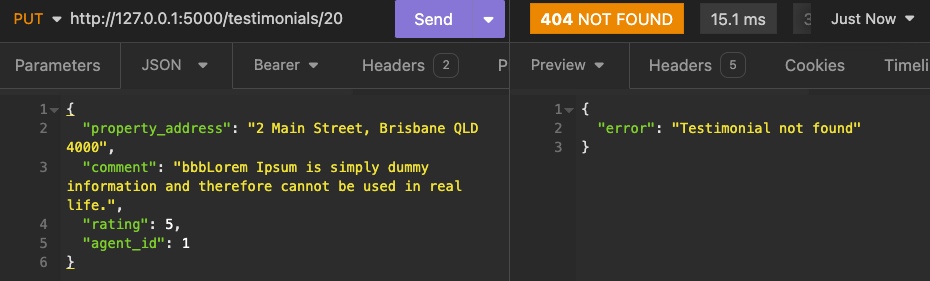 PUT http://127.0.0.1:5000/testimonials/20 Send
404 NOT FOUND 15.1 ms Just Now
Parameters JSON Bearer Headers 2
Preview Headers 5 Cookies
1 {
2 "property_address": "2 Main Street, Brisbane QLD
4000",
3 "comment": "bbbLorem Ipsum is simply dummy
information and therefore cannot be used in real
life.",
4 "rating": 5,
5 "agent_id": 1
6 }
1 {
2 "error": "Testimonial not found"
3 }